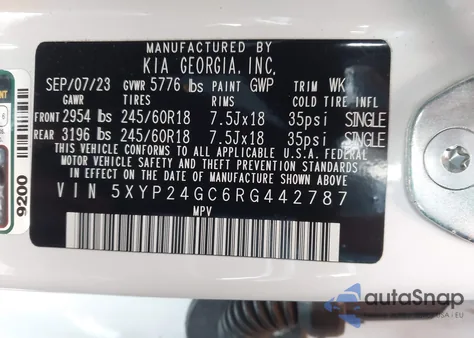 MANUFACTURED BY
KIA GEORGIA, INC.
SEP/07/23 GVWR 5776 lbs PAINT GWP TRIM WK
GAWR TIRES RIMS COLD TIRE INFL
FRONT 2954 lbs 245/60R18 7.5Jx18 35psi SINGLE
REAR 3196 lbs 245/60R18 7.5Jx18 35psi SINGLE
THIS VEHICLE CONFORMS TO ALL APPLICABLE U.S.A. FEDERAL
MOTOR VEHICLE SAFETY AND THEFT PREVENTION STANDARDS
IN EFFECT ON THE DATE OF MANUFACTURE SHOWN ABOVE.
VIN 5XYP24GC6RG442787
MPV
9200
autoSnap